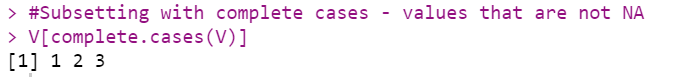 > #Subsetting with complete cases - values that are not NA
> V[complete.cases(V)]
[1] 1 2 3